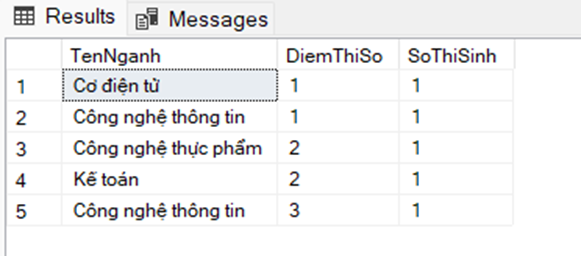 Results Messages
TenNganh DiemThiSo SoThiSinh
1 Cơ điện tử 1 1
2 Công nghệ thông tin 1 1
3 Công nghệ thực phẩm 2 1
4 Kế toán 2 1
5 Công nghệ thông tin 3 1